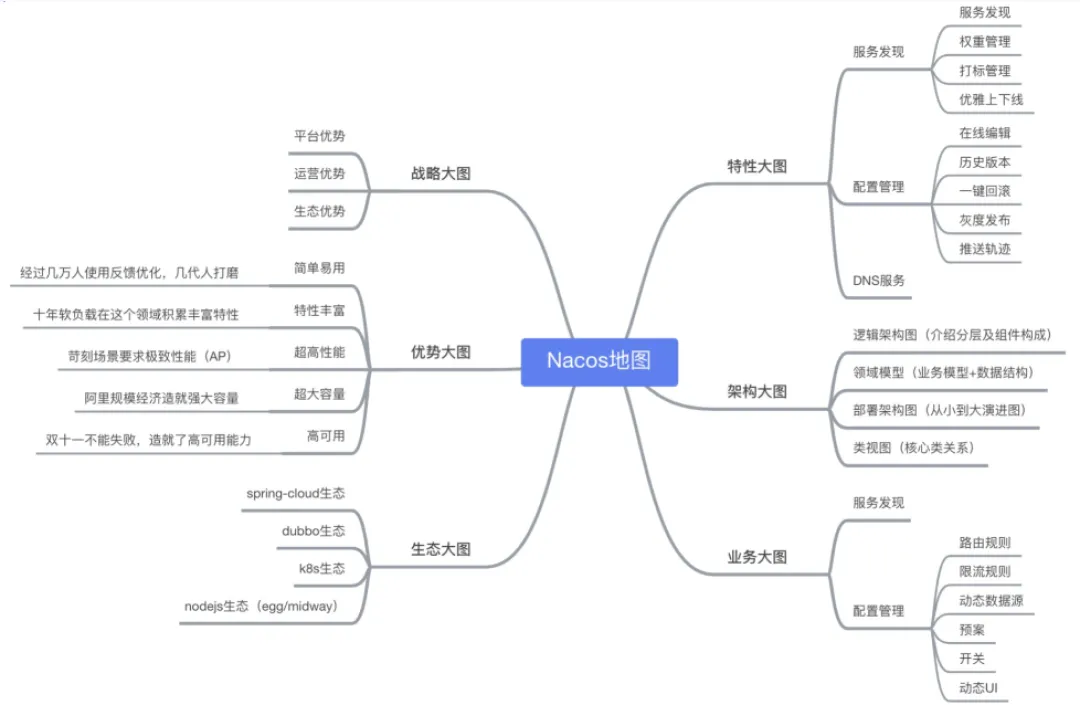 Nacos地图
特性大图
服务发现
服务发现
权重管理
打标管理
优雅上下线
配置管理
在线编辑
历史版本
一键回滚
灰度发布
推送轨迹
DNS服务
架构大图
逻辑架构图（介绍分层及组件构成）
领域模型（业务模型+数据结构）
部署架构图（从小到大演进图）
类视图（核心类关系）
业务大图
服务发现
配置管理
路由规则
限流规则
动态数据源
预案
开关
动态UI
战略大图
平台优势
运营优势
生态优势
优势大图
简单易用
经过几万人使用反馈优化，几代人打磨
特性丰富
十年软负载在这个领域积累丰富特性
超高性能
苛刻场景要求极致性能（AP）
超大容量
阿里规模经济造就强大容量
高可用
双十一不能失败，造就了高可用能力
生态大图
spring-cloud生态
dubbo生态
k8s生态
nodejs生态（egg/midway）